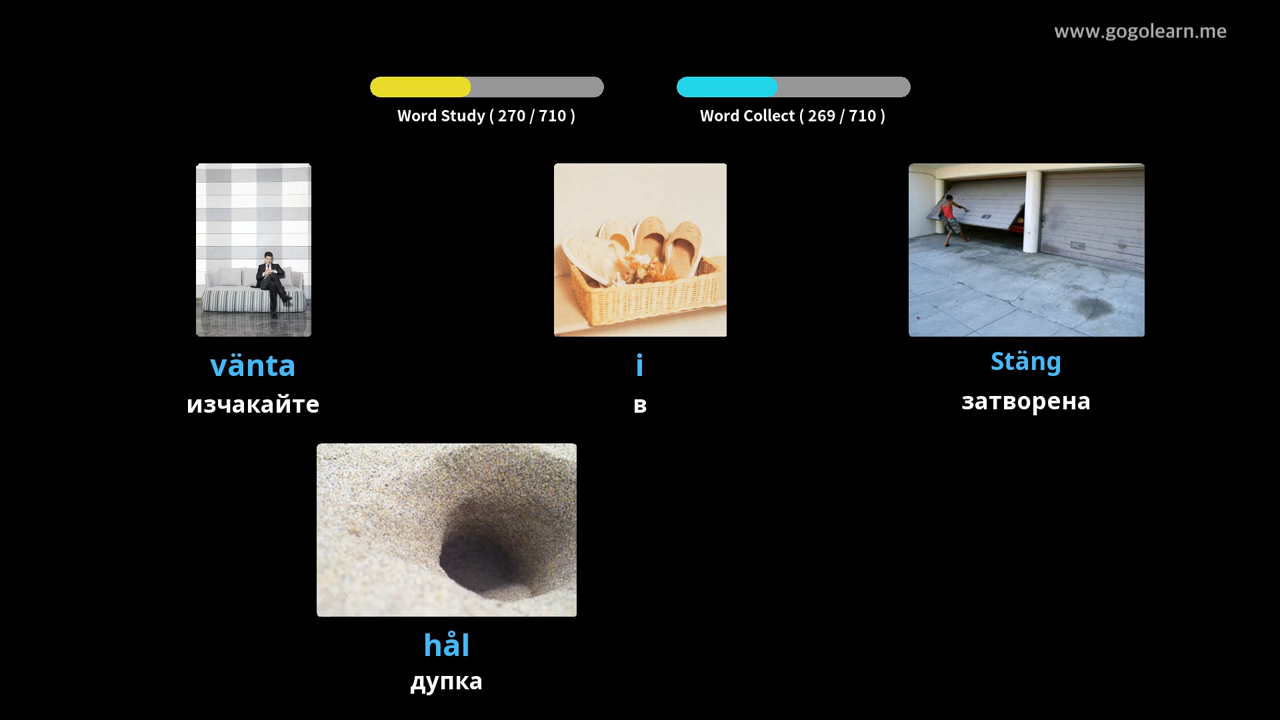 www.gogolearn.me
Word Study ( 270 / 710 )
Word Collect ( 269 / 710 )
vänta
изчакайте
i
в
Stäng
затворена
hål
дупка